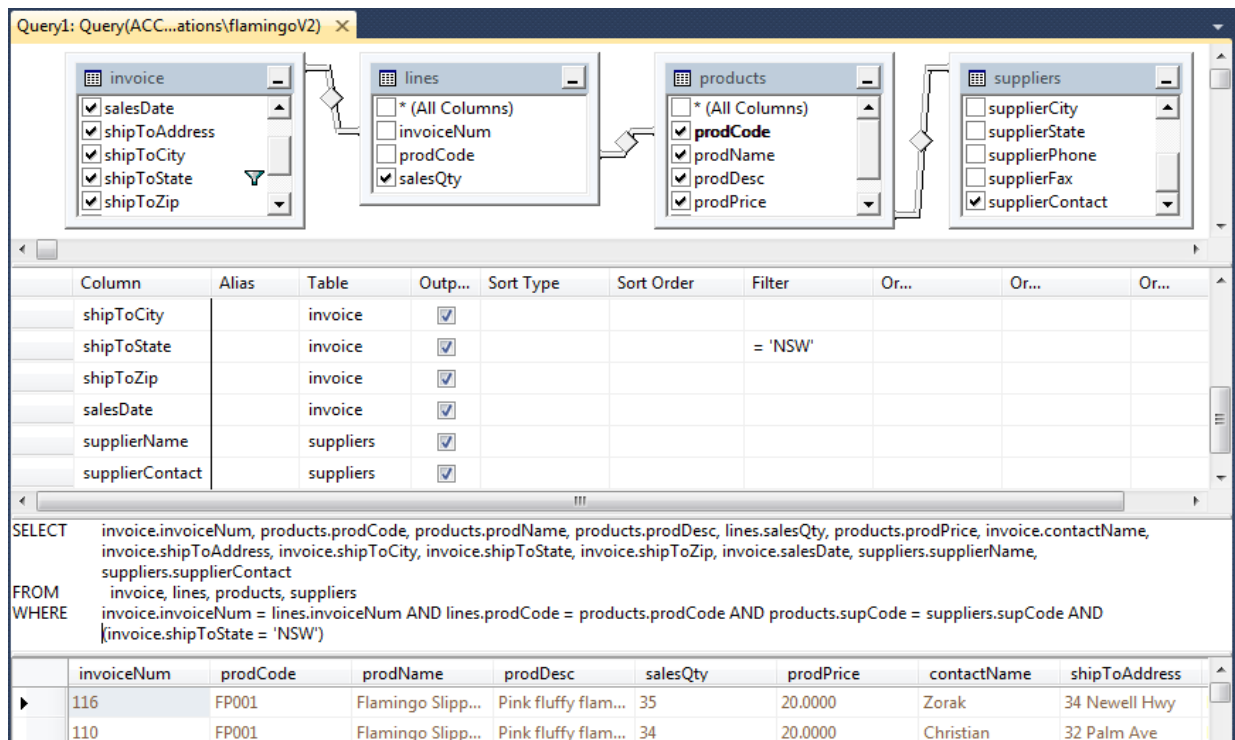 Query1: Query(ACC...ations\flamingoV2)
invoice
salesDate
shipToAddress
shipToCity
shipToState
shipToZip
lines
* (All Columns)
invoiceNum
prodCode
salesQty
products
* (All Columns)
prodCode
prodName
prodDesc
prodPrice
suppliers
supplierCity
supplierState
supplierPhone
supplierFax
supplierContact
Column Alias Table Outp... Sort Type Sort Order Filter Or... Or... Or...
shipToCity invoice
shipToState invoice = 'NSW'
shipToZip invoice
salesDate invoice
supplierName suppliers
supplierContact suppliers
SELECT invoice.invoiceNum, products.prodCode, products.prodName, products.prodDesc, lines.salesQty, products.prodPrice, invoice.contactName,
invoice.shipToAddress, invoice.shipToCity, invoice.shipToState, invoice.shipToZip, invoice.salesDate, suppliers.supplierName,
suppliers.supplierContact
FROM invoice, lines, products, suppliers
WHERE invoice.invoiceNum = lines.invoiceNum AND lines.prodCode = products.prodCode AND products.supCode = suppliers.supCode AND
(invoice.shipToState = 'NSW')
invoiceNum prodCode prodName prodDesc salesQty prodPrice contactName shipToAddress
116 FP001 Flamingo Slipp... Pink fluffy flam... 35 20.0000 Zorak 34 Newell Hwy
110 FP001 Flamingo Slipp... Pink fluffy flam... 34 20.0000 Christian 32 Palm Ave